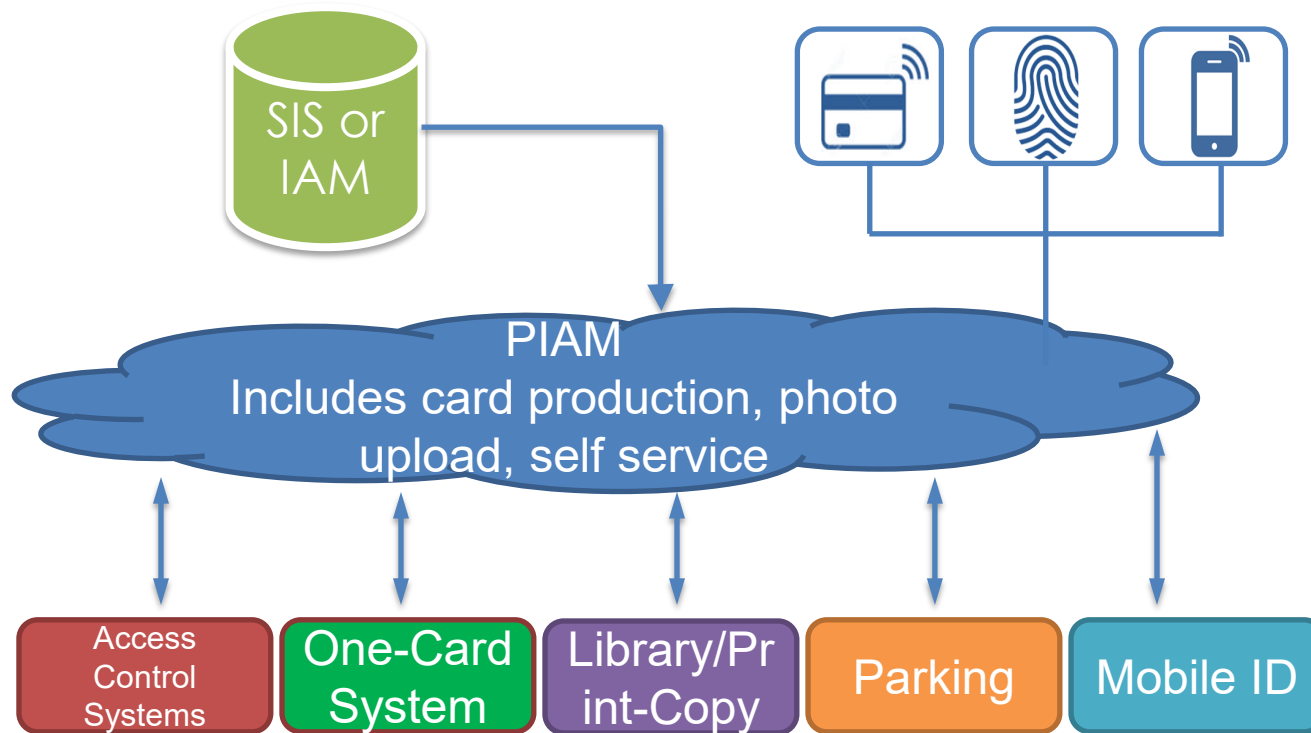 SIS or
IAM
PIAM
Includes card production, photo
upload, self service
Access
Control
Systems
One-Card
System
Library/Pr
int-Copy
Parking
Mobile ID